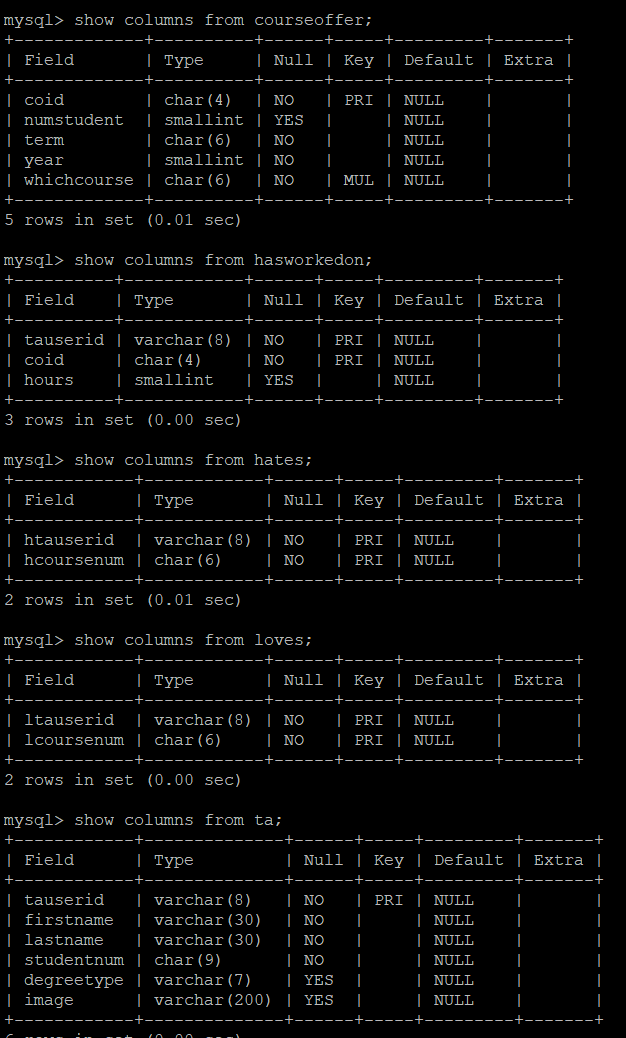 mysql> show columns from courseoffer;
+-------------+----------+------+-----+---------+-------+
| Field       | Type     | Null | Key | Default | Extra |
+-------------+----------+------+-----+---------+-------+
| coid        | char(4)  | NO   | PRI | NULL    |       |
| numstudent  | smallint | YES  |     | NULL    |       |
| term        | char(6)  | NO   |     | NULL    |       |
| year        | smallint | NO   |     | NULL    |       |
| whichcourse | char(6)  | NO   | MUL | NULL    |       |
+-------------+----------+------+-----+---------+-------+
5 rows in set (0.01 sec)

mysql> show columns from hasworkedon;
+----------+------------+------+-----+---------+-------+
| Field    | Type       | Null | Key | Default | Extra |
+----------+------------+------+-----+---------+-------+
| tauserid | varchar(8) | NO   | PRI | NULL    |       |
| coid     | char(4)    | NO   | PRI | NULL    |       |
| hours    | smallint   | YES  |     | NULL    |       |
+----------+------------+------+-----+---------+-------+
3 rows in set (0.00 sec)

mysql> show columns from hates;
+------------+------------+------+-----+---------+-------+
| Field      | Type       | Null | Key | Default | Extra |
+------------+------------+------+-----+---------+-------+
| htauserid  | varchar(8) | NO   | PRI | NULL    |       |
| hcoursenum | char(6)    | NO   | PRI | NULL    |       |
+------------+------------+------+-----+---------+-------+
2 rows in set (0.01 sec)

mysql> show columns from loves;
+------------+------------+------+-----+---------+-------+
| Field      | Type       | Null | Key | Default | Extra |
+------------+------------+------+-----+---------+-------+
| ltauserid  | varchar(8) | NO   | PRI | NULL    |       |
| lcoursenum | char(6)    | NO   | PRI | NULL    |       |
+------------+------------+------+-----+---------+-------+
2 rows in set (0.00 sec)

mysql> show columns from ta;
+------------+--------------+------+-----+---------+-------+
| Field      | Type         | Null | Key | Default | Extra |
+------------+--------------+------+-----+---------+-------+
| tauserid   | varchar(8)   | NO   | PRI | NULL    |       |
| firstname  | varchar(30)  | NO   |     | NULL    |       |
| lastname   | varchar(30)  | NO   |     | NULL    |       |
| studentnum | char(9)      | NO   |     | NULL    |       |
| degreetype | varchar(7)   | YES  |     | NULL    |       |
| image      | varchar(200) | YES  |     | NULL    |       |
+------------+--------------+------+-----+---------+-------+
6 rows in set (0.00 sec)